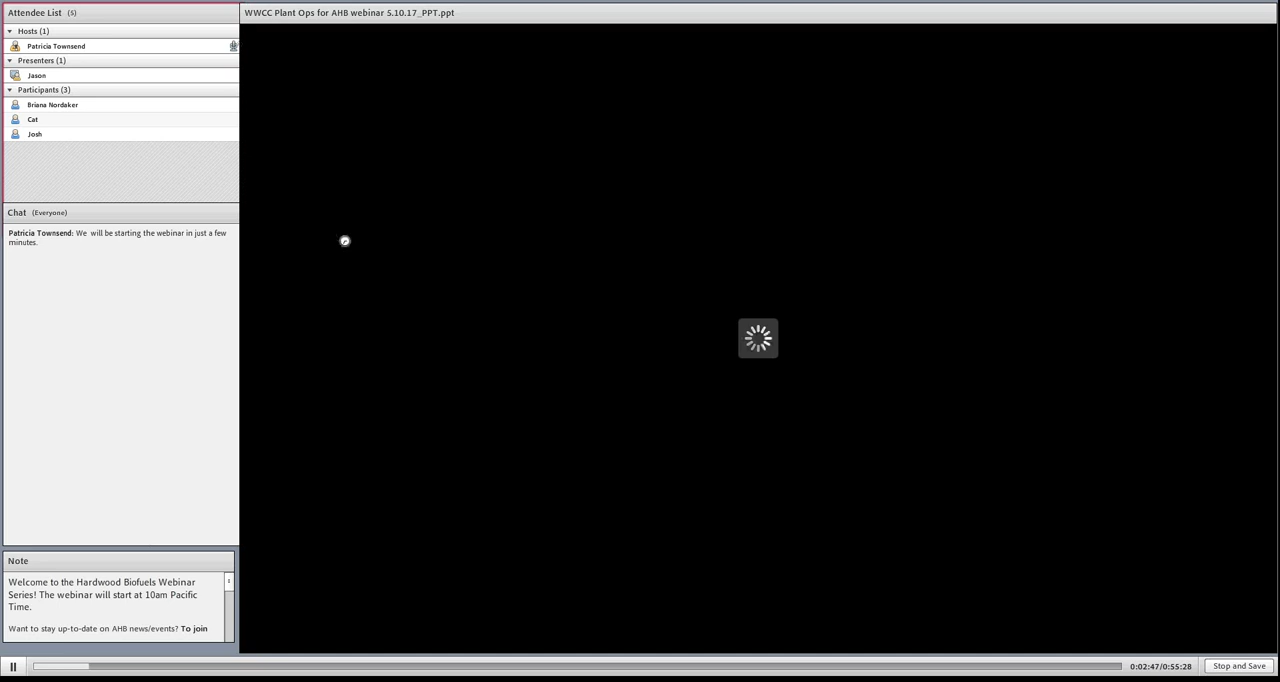 Attendee List (5)
WWCC Plant Ops for AHB webinar 5.10.17_PPT.ppt
Hosts (1)
Patricia Townsend
Presenters (1)
Jason
Participants (3)
Briana Nordaker
Cat
Josh
Chat (Everyone)
Patricia Townsend: We will be starting the webinar in just a few
minutes.
Note
Welcome to the Hardwood Biofuels Webinar
Series! The webinar will start at 10am Pacific
Time.
Want to stay up-to-date on AHB news/events? To join
0:02:47/0:55:28
Stop and Save